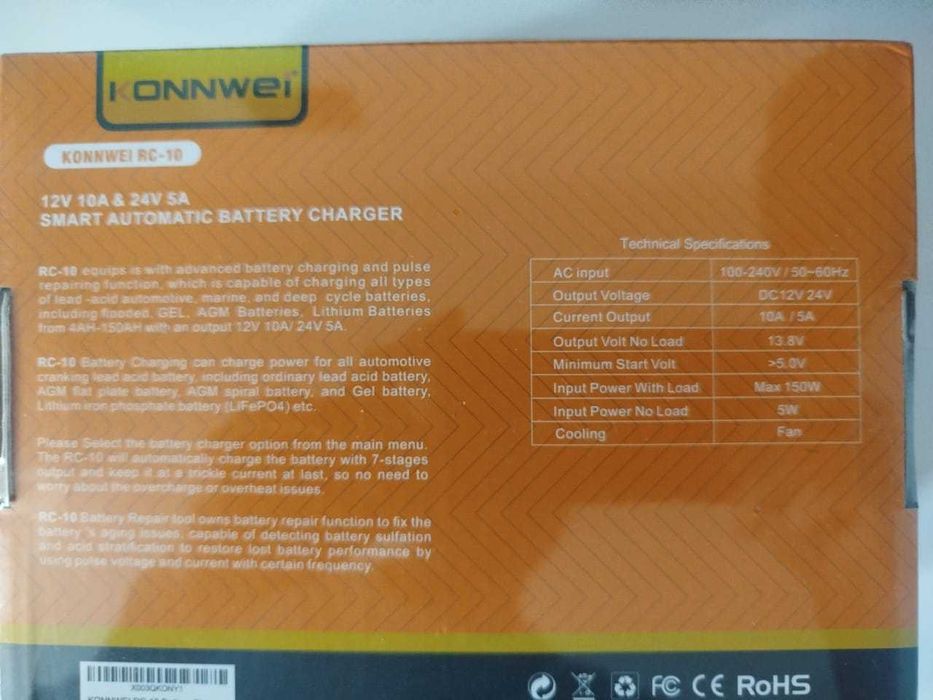 KONNWEI
KONNWEI RC-10
12V 10A & 24V 5A
SMART AUTOMATIC BATTERY CHARGER
RC-10 equips is with advanced battery charging and pulse
repairing function, which is capable of charging all types
of lead -acid automotive, marine, and deep cycle batteries,
including flooded, GEL, AGM Batteries, Lithium Batteries
from 4AH-150AH with an output 12V 10A/ 24V 5A.
RC-10 Battery Charging can charge power for all automotive
cranking lead acid battery, including ordinary lead acid battery,
AGM flat plate battery, AGM spiral battery, and Gel battery,
Lithium iron phosphate battery (LIFePO4) etc.
Please Select the battery charger option from the main menu.
The RC-10 will automatically charge the battery with 7-stages
output and keep it at a trickle current at last, so no need to
worry about the overcharge or overheat issues.
RC-10 Battery Repair tool owns battery repair function to fix the
battery 's aging issues, capable of detecting battery sulfation
and acid stratification to restore lost battery performance by
using pulse voltage and current with certain frequency.
Technical Specifications
AC input 100-240V / 50~60Hz
Output Voltage DC12V 24V
Current Output 10A / 5A
Output Volt No Load 13.8V
Minimum Start Volt >5.0V
Input Power With Load Max 150W
Input Power No Load 5W
Cooling Fan
X003QKONY1
KONNWEI RC-10
FC CE RoHS